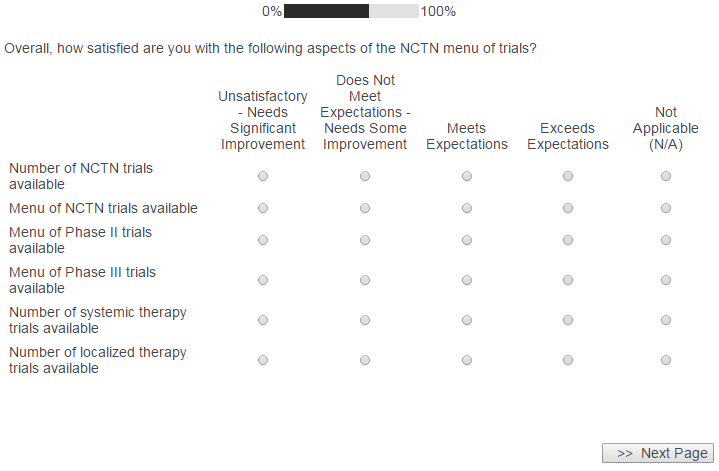 0% 100%
Overall, how satisfied are you with the following aspects of the NCTN menu of trials?
Unsatisfactory
- Needs
Significant
Improvement
Does Not
Meet
Expectations -
Needs Some
Improvement
Meets
Expectations
Exceeds
Expectations
Not
Applicable
(N/A)
Number of NCTN trials
available
Menu of NCTN trials available
Menu of Phase II trials
available
Menu of Phase III trials
available
Number of systemic therapy
trials available
Number of localized therapy
trials available
>> Next Page